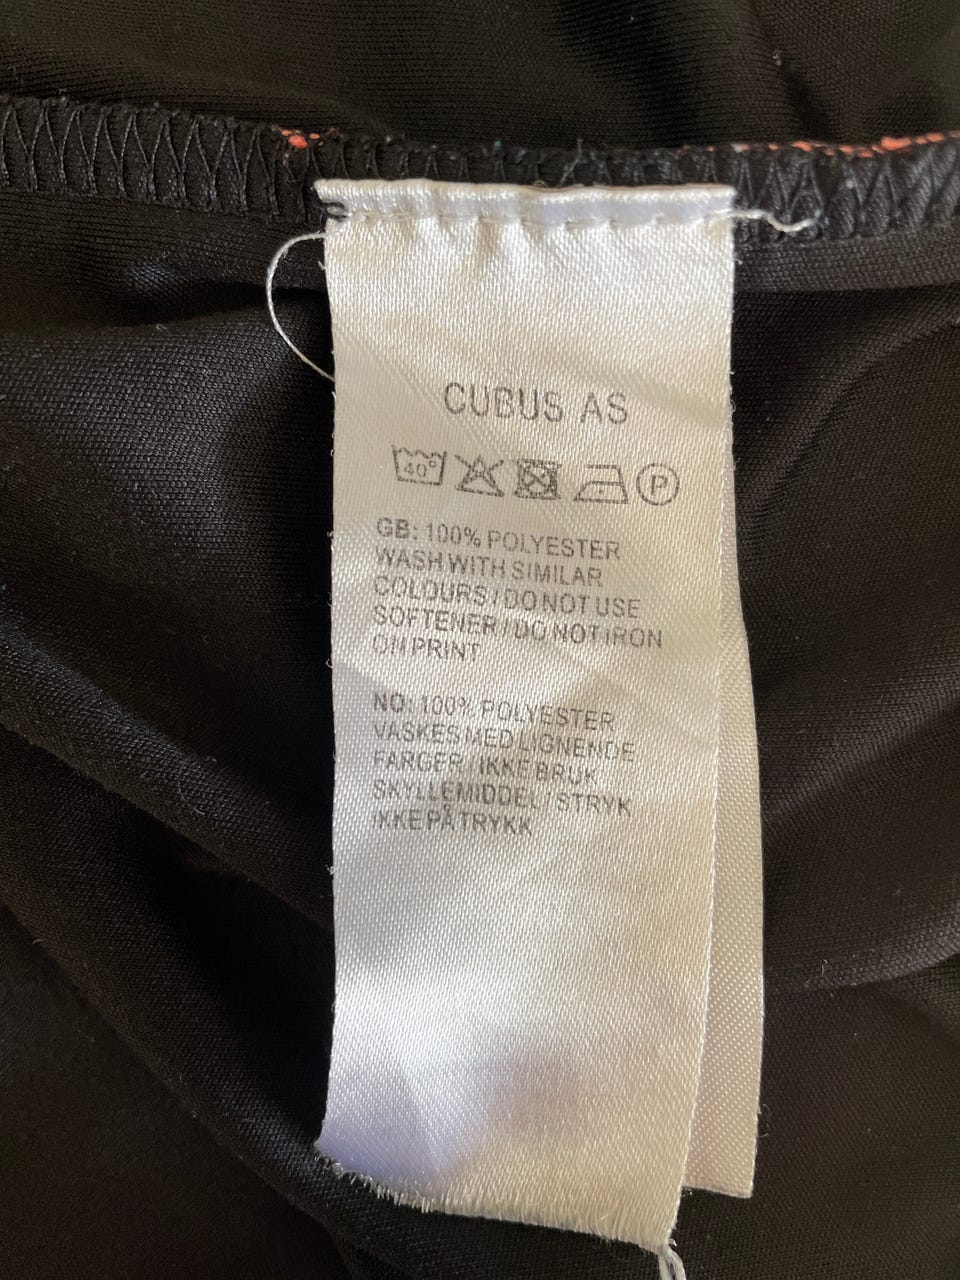 CUBUS AS
40°
P
GB: 100% POLYESTER
WASH WITH SIMILAR
COLOURS / DO NOT USE
SOFTENER / DO NOT IRON
ON PRINT
NO: 100% POLYESTER
VASKES MED LIGNENDE
FARGER / IKKE BRUK
SKYLLEMIDDEL / STRYK
IKKE PÅ TRYKK